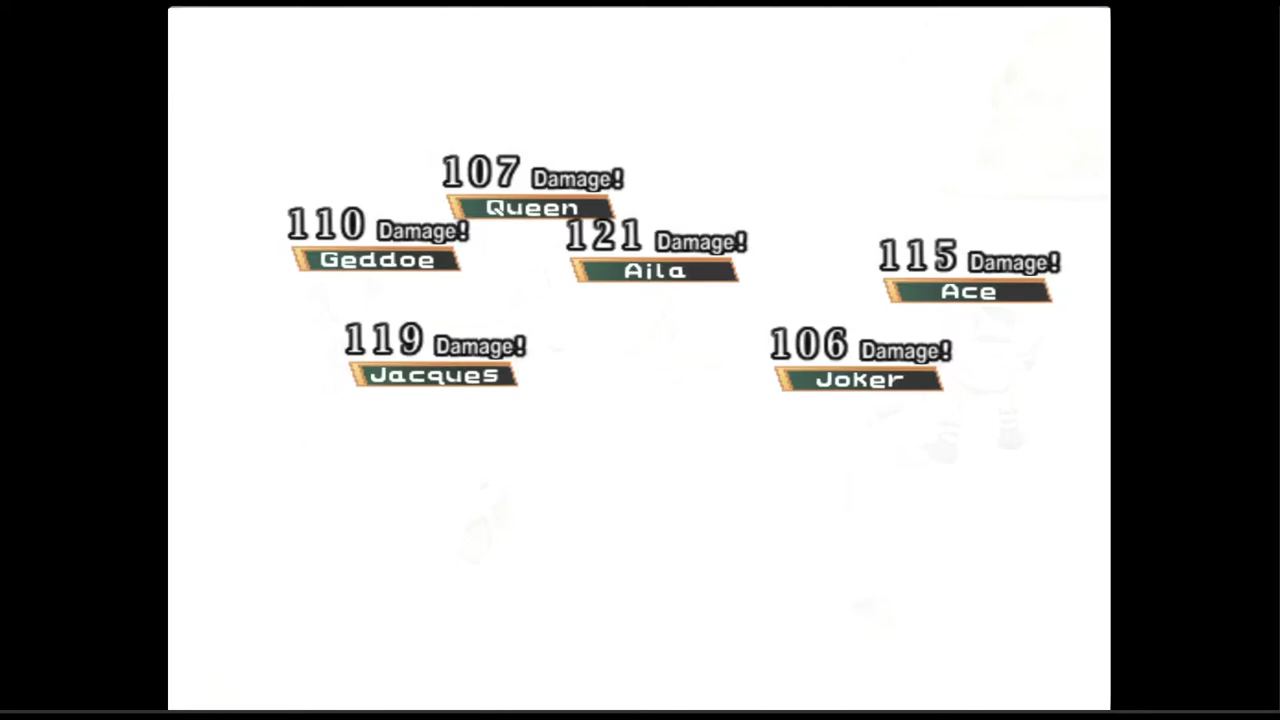 107 Damage!
Queen
110 Damage!
Geddoe
121 Damage!
Aila
115 Damage!
Ace
119 Damage!
Jacques
106 Damage!
Joker